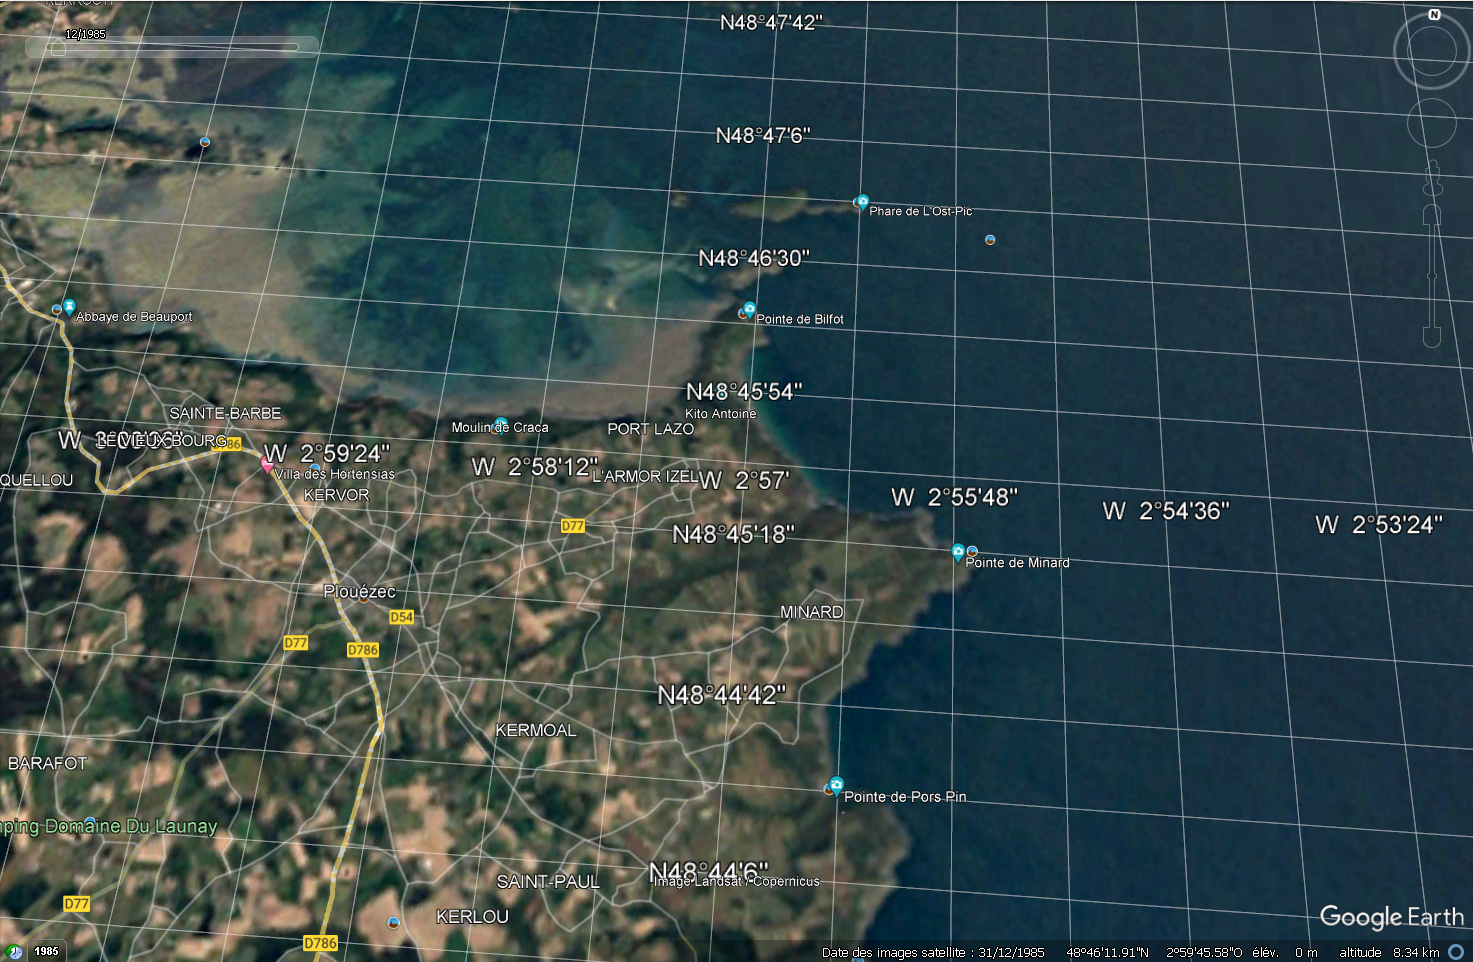 N48°47'42"
12/1985
N48°47'6"
Phare de L'Ost-Pic
N48°46'30"
Abbaye de Beauport
Pointe de Bilfot
N48°45'54"
SAINTE-BARBE
Kito Antoine
Moulin de Craca
PORT LAZO
W
LE VIEUX BOURG
W 2°59'24"
W 2°58'12"
Villa des Hortensias
QUELLOU
L'ARMOR IZEL
W 2°57'
KERVOR
W 2°55'48"
W 2°54'36"
W 2°53'24"
D77
N48°45'18"
Pointe de Minard
Plouézec
MINARD
D54
D77
D786
N48°44'42"
KERMOAL
BARAFOT
Pointe de Pors Pin
ping Domaine Du Launay
N48°44'6"
SAINT-PAUL
Image Landsat / Copernicus
D77
KERLOU
D786
Google Earth
1985
Date des images satellite : 31/12/1985 48°46'11.91"N 2°59'45.58"O élév. 0 m altitude 8.34 km
N